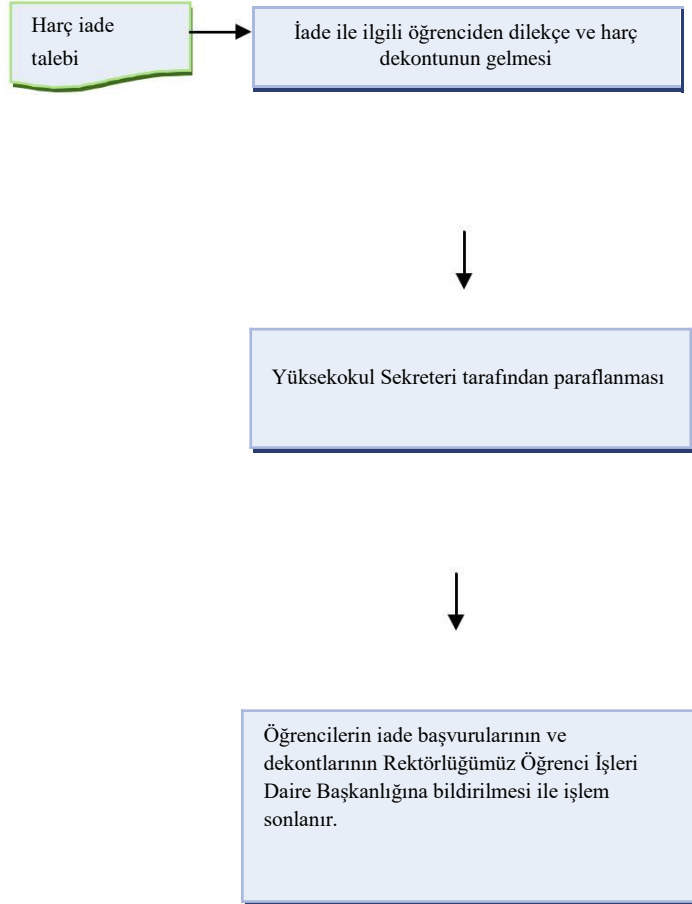 Harç iade
talebi
İade ile ilgili öğrenciden dilekçe ve harç
dekontunun gelmesi
Yüksekokul Sekreteri tarafından paraflanması
Öğrencilerin iade başvurularının ve
dekontlarının Rektörlüğümüz Öğrenci İşleri
Daire Başkanlığına bildirilmesi ile işlem
sonlanır.